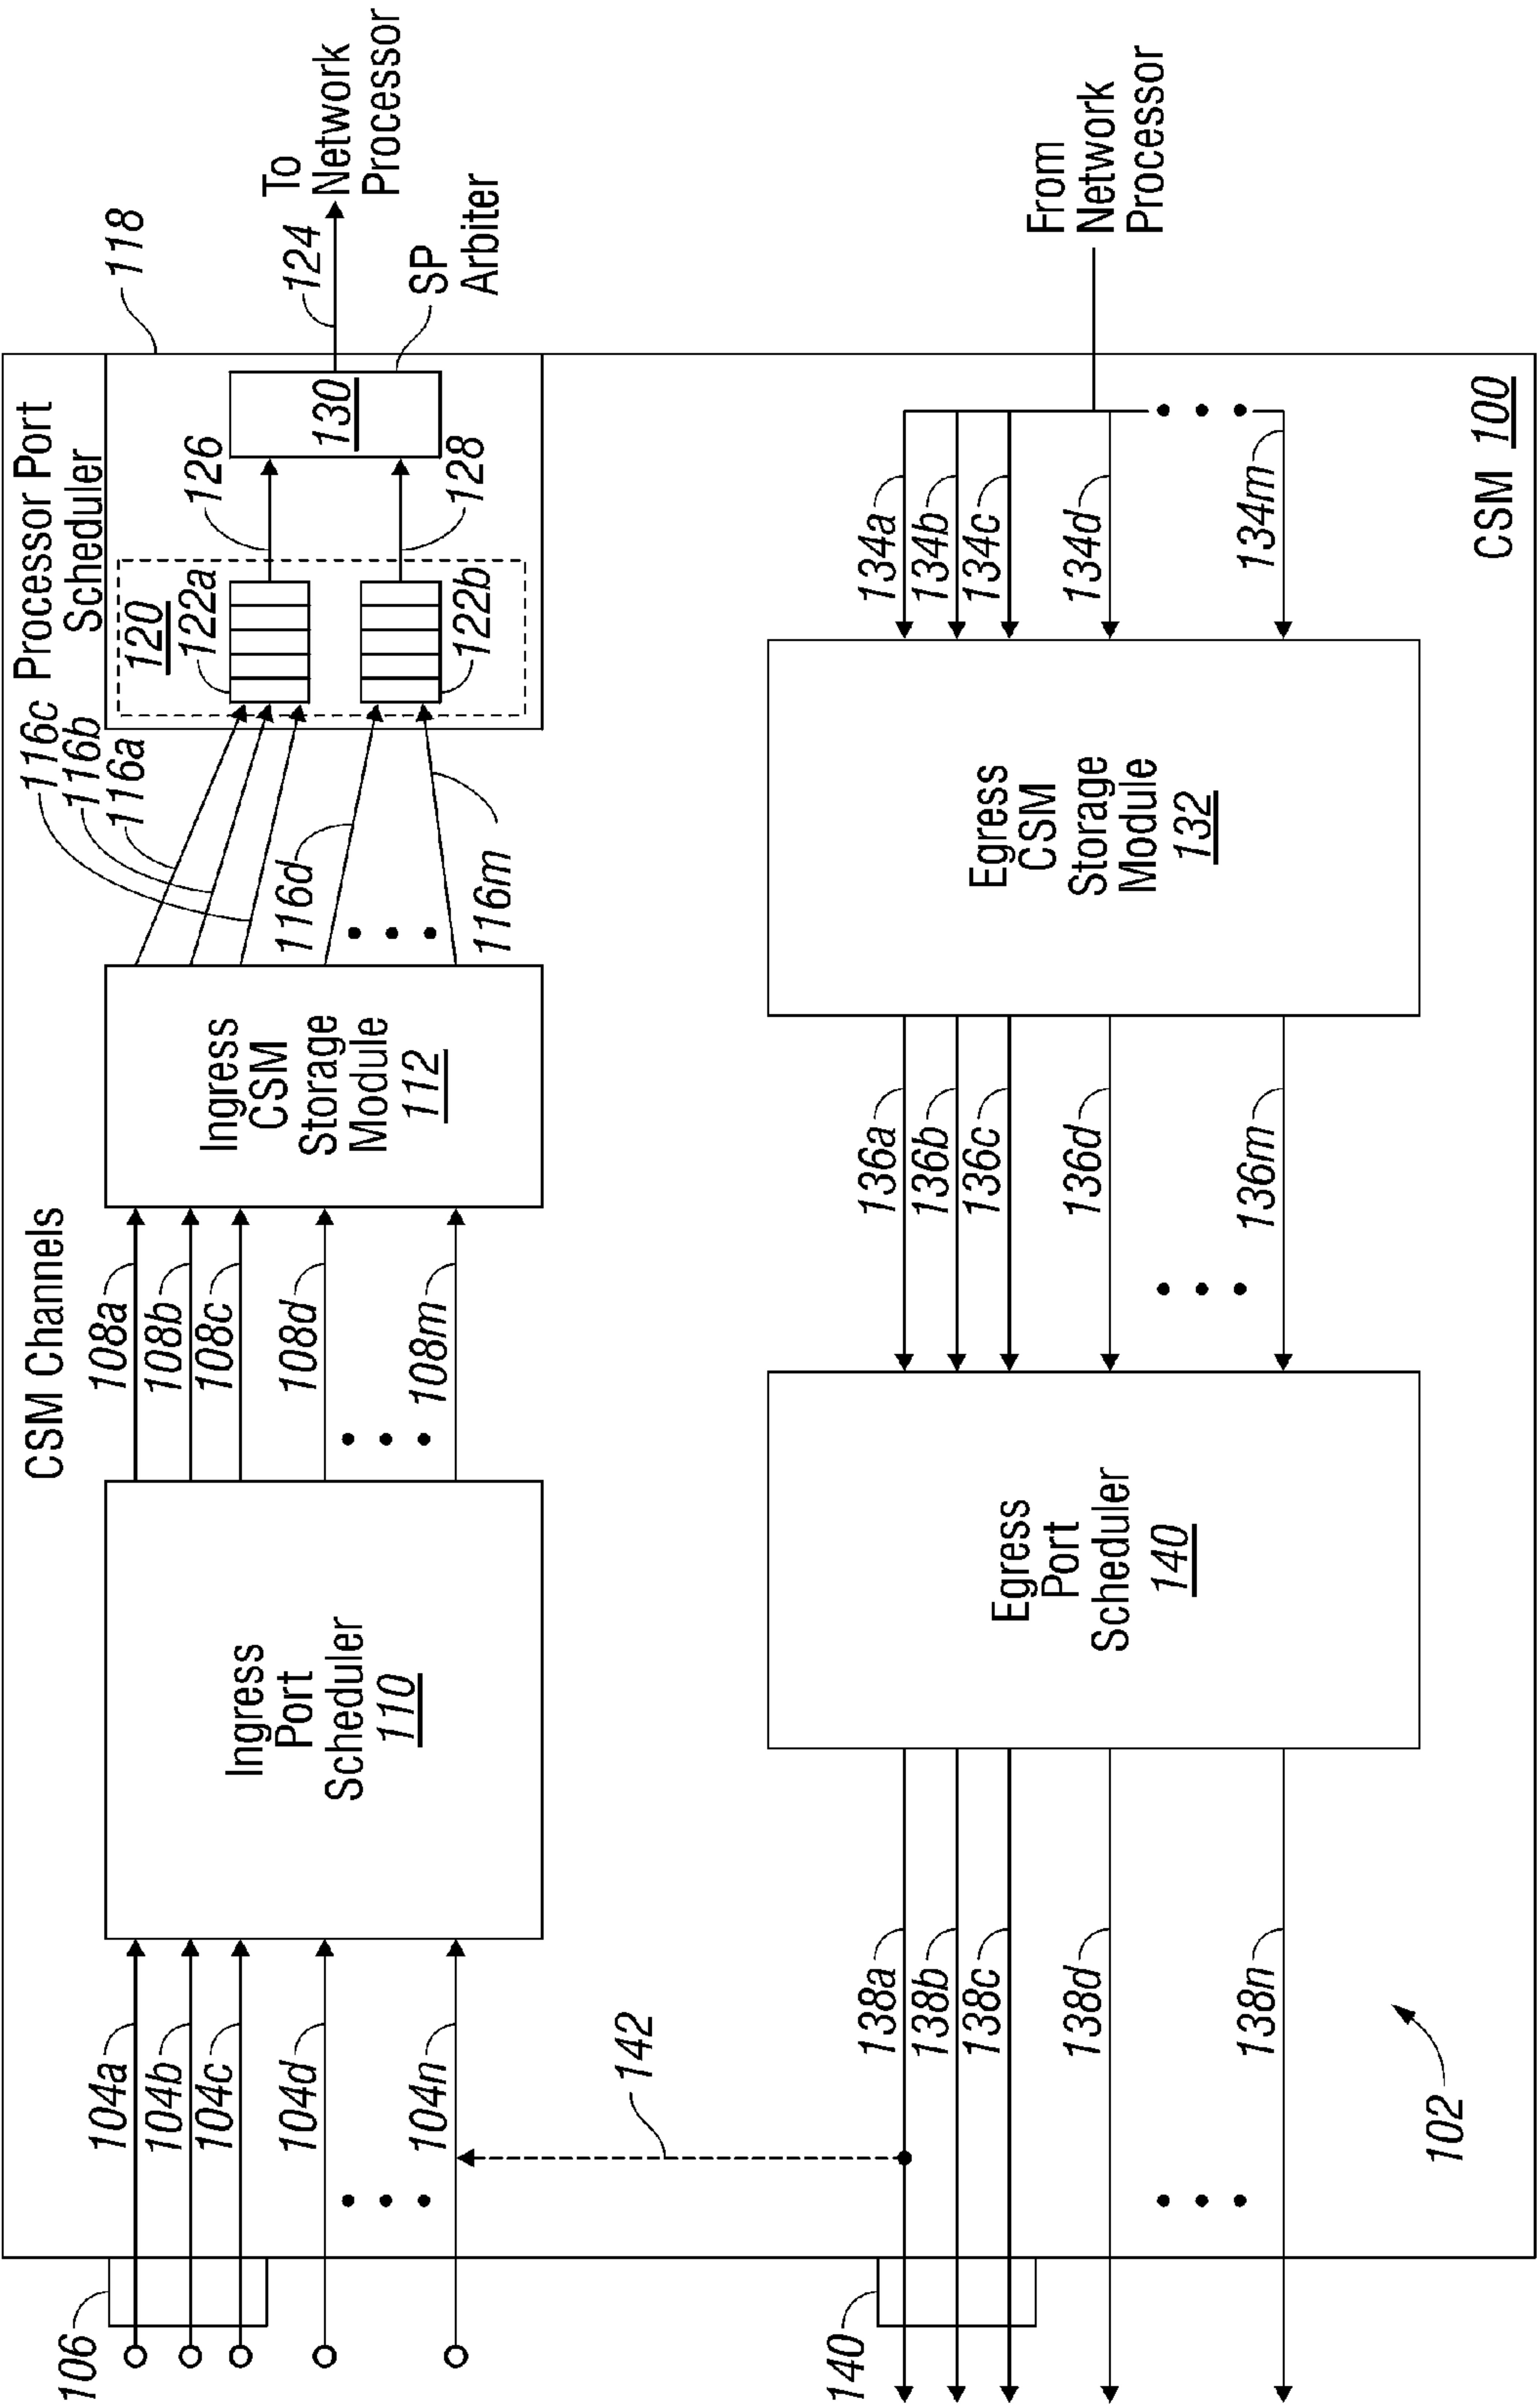 CSM Channels
Processor Port
Scheduler
118
106
104a
104b
104c
104d
104n
Ingress
Port
Scheduler
110
108a
108b
108c
108d
108m
Ingress
CSM
Storage
Module
112
116c
116b
116a
116d
116m
120
122a
122b
126
128
130
124
To
Network
Processor
SP
Arbiter
142
140
138a
138b
138c
138d
138n
Egress
Port
Scheduler
140
136a
136b
136c
136d
136m
Egress
CSM
Storage
Module
132
134a
134b
134c
134d
134m
From
Network
Processor
102
CSM 100